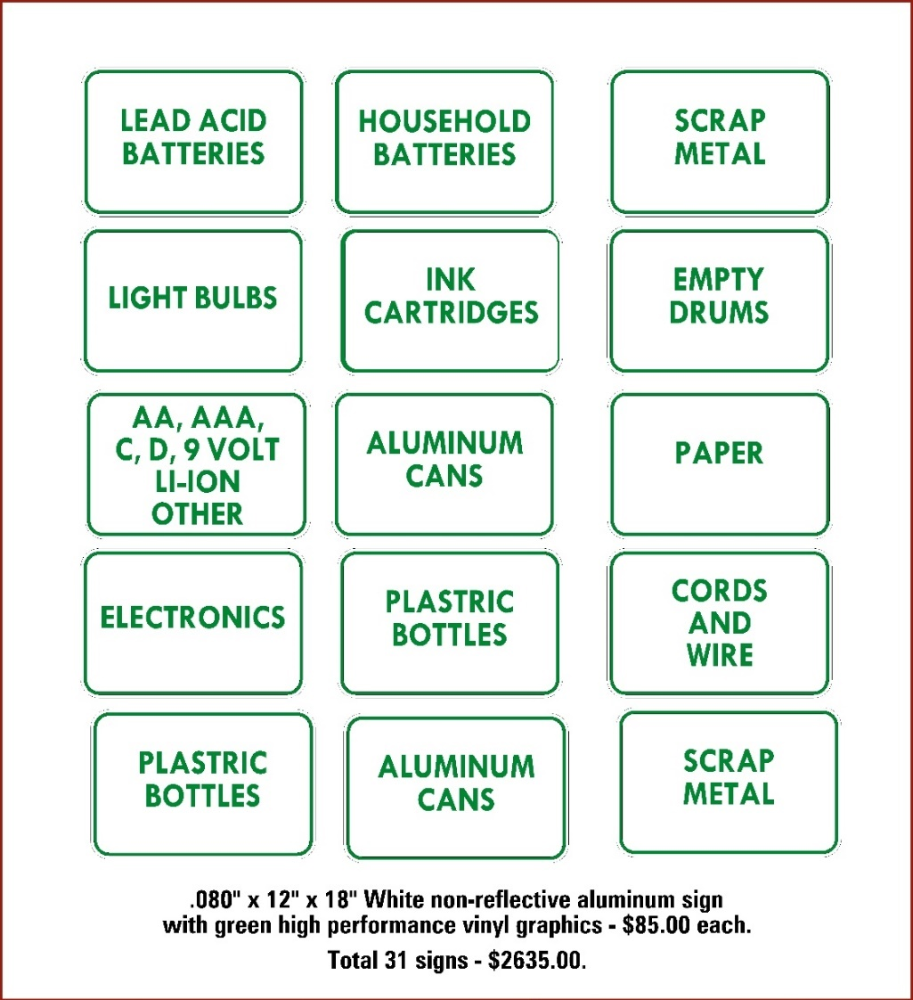 LEAD ACID
BATTERIES
HOUSEHOLD
BATTERIES
SCRAP
METAL
LIGHT BULBS
INK
CARTRIDGES
EMPTY
DRUMS
AA, AAA,
C, D, 9 VOLT
LI-ION
OTHER
ALUMINUM
CANS
PAPER
ELECTRONICS
PLASTRIC
BOTTLES
CORDS
AND
WIRE
PLASTRIC
BOTTLES
ALUMINUM
CANS
SCRAP
METAL
.080" x 12" x 18" White non-reflective aluminum sign
with green high performance vinyl graphics - $85.00 each.
Total 31 signs - $2635.00.